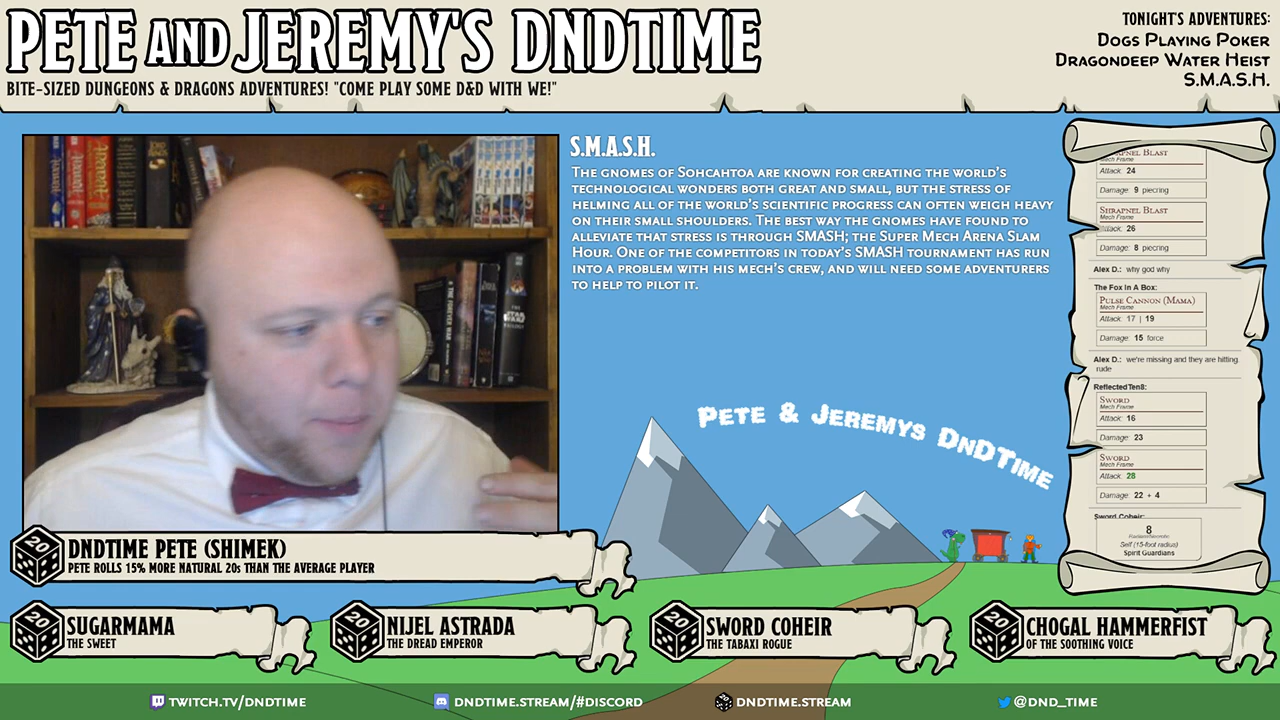 PETE AND JEREMY'S DNDTIME
BITE-SIZED DUNGEONS & DRAGONS ADVENTURES! "COME PLAY SOME D&D WITH WE!"
TONIGHT'S ADVENTURES:
DOGS PLAYING POKER
DRAGONDEEP WATER HEIST
S.M.A.S.H.
S.M.A.S.H.
THE GNOMES OF SOHCAHTOA ARE KNOWN FOR CREATING THE WORLD'S
TECHNOLOGICAL WONDERS BOTH GREAT AND SMALL, BUT THE STRESS OF
HELMING ALL OF THE WORLD'S SCIENTIFIC PROGRESS CAN OFTEN WEIGH HEAVY
ON THEIR SMALL SHOULDERS. THE BEST WAY THE GNOMES HAVE FOUND TO
ALLEVIATE THAT STRESS IS THROUGH SMASH; THE SUPER MECH ARENA SLAM
HOUR. ONE OF THE COMPETITORS IN TODAY'S SMASH TOURNAMENT HAS RUN
INTO A PROBLEM WITH HIS MECH'S CREW, AND WILL NEED SOME ADVENTURERS
TO HELP TO PILOT IT.
PETE & JEREMYS DNDTIME
BLAST
Mech Frame
Attack: 24
Damage: 9 piecring
SHRAPNEL BLAST
Mech Frame
Attack: 26
Damage: 8 piecring
Alex D.: why god why
The Fox In A Box:
PULSE CANNON (MAMA)
Mech Frame
Attack: 17 | 19
Damage: 15 force
Alex D.: we're missing and they are hitting.
rude
ReflectedTen8:
SWORD
Mech Frame
Attack: 16
Damage: 23
SWORD
Mech Frame
Attack: 28
Damage: 22 + 4
Sword Coheir:
8
Self (15-foot radius)
Spirit Guardians
DNDTIME PETE (SHIMEK)
PETE ROLLS 15% MORE NATURAL 20S THAN THE AVERAGE PLAYER
SUGARMAMA
THE SWEET
NIJEL ASTRADA
THE DREAD EMPEROR
SWORD COHEIR
THE TABAXI ROGUE
CHOGAL HAMMERFIST
OF THE SOOTHING VOICE
TWITCH.TV/DNDTIME
DNDTIME.STREAM/#DISCORD
DNDTIME.STREAM
@DND_TIME